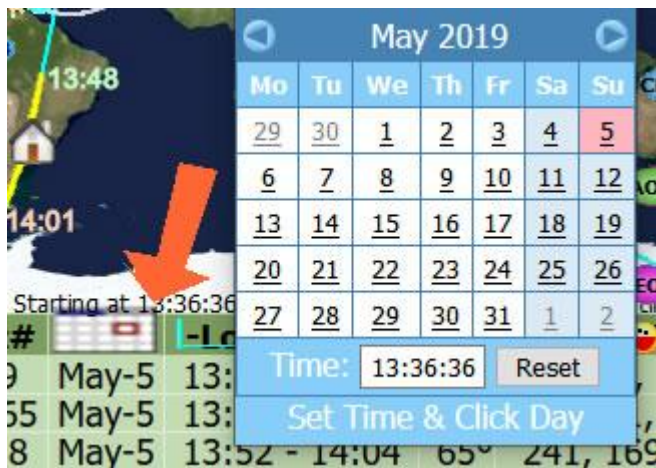 May 2019
13:48
Mo Tu We Th Fr Sa Su
29 30 1 2 3 4 5
6 7 8 9 10 11 12
13 14 15 16 17 18 19
14:01
20 21 22 23 24 25 26
Starting at 13:36:36
27 28 29 30 31 1 2
#
Time: 13:36:36 Reset
May-5 13:
Set Time & Click Day
55 May-5 13:
8 May-5 13:52 - 14:04 65° 241, 169